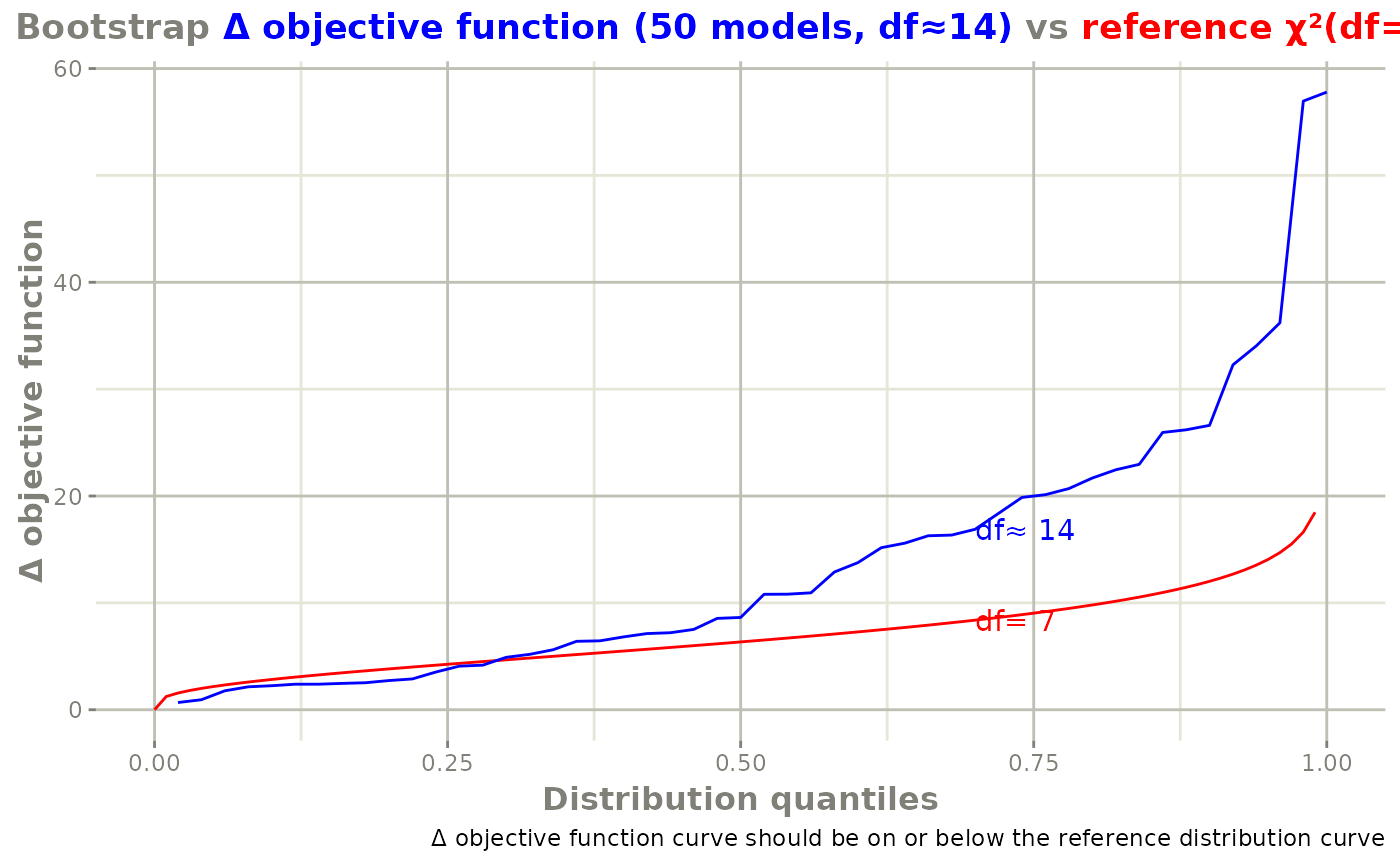 Bootstrap Δ objective function (50 models, df≈14) vs reference χ²(df=
60
40
20
0
Δ objective function
df≈ 14
df= 7
0.00 0.25 0.50 0.75 1.00
Distribution quantiles
Δ objective function curve should be on or below the reference distribution curve